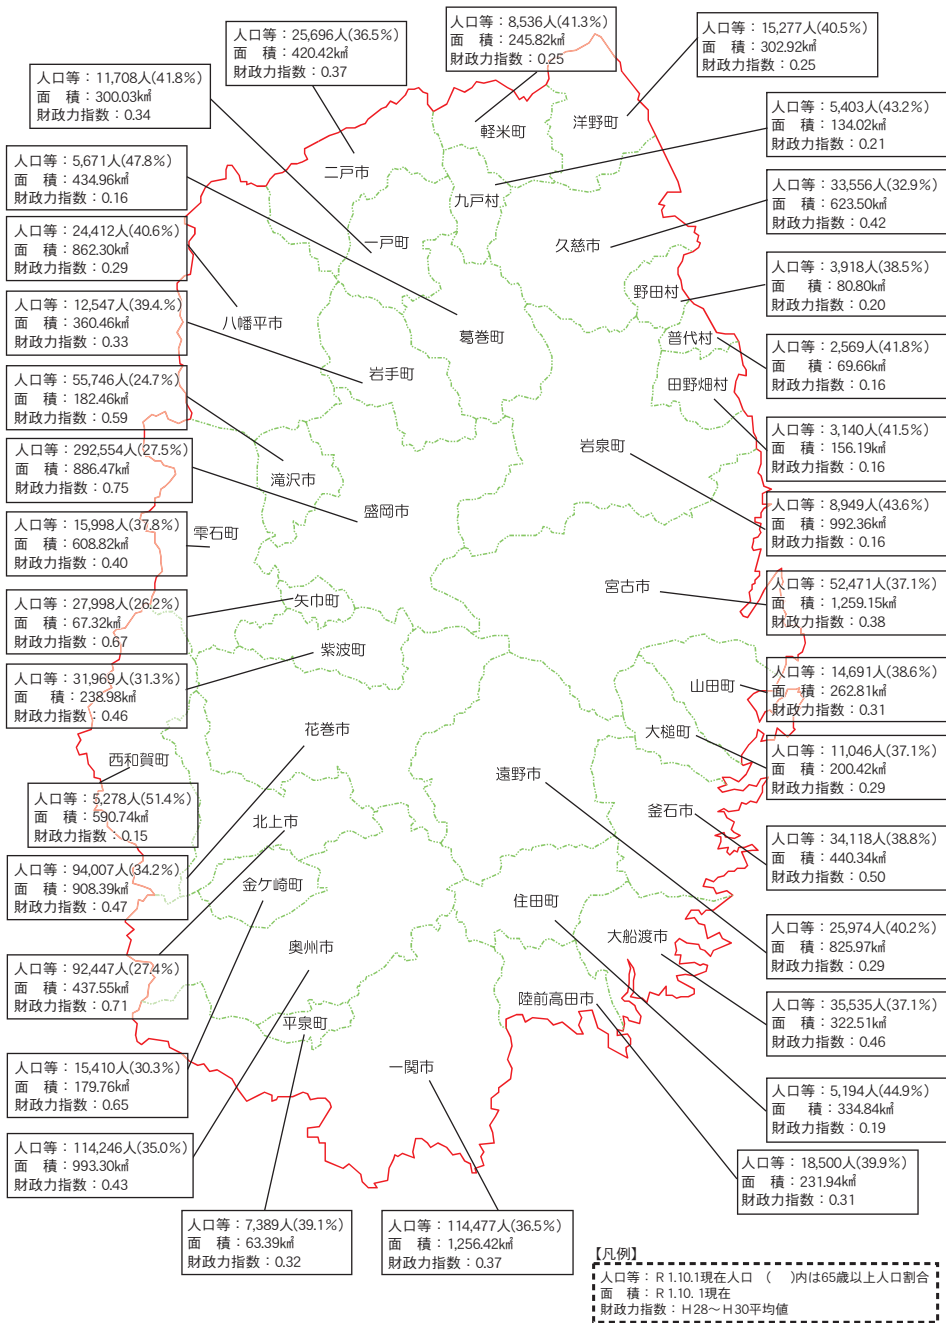 人口等：25,696人(36.5％)
面　積：420.42k㎡
財政力指数：0.37
人口等：8,536人(41.3％)
面　積：245.82k㎡
財政力指数：0.25
人口等：15,277人(40.5％)
面　積：302.92k㎡
財政力指数：0.25
人口等：11,708人(41.8％)
面　積：300.03k㎡
財政力指数：0.34
人口等：5,403人(43.2％)
面　積：134.02k㎡
財政力指数：0.21
人口等：5,671人(47.8％)
面　積：434.96k㎡
財政力指数：0.16
人口等：33,556人(32.9％)
面　積：623.50k㎡
財政力指数：0.42
人口等：24,412人(40.6％)
面　積：862.30k㎡
財政力指数：0.29
人口等：3,918人(38.5％)
面　積：80.80k㎡
財政力指数：0.20
人口等：12,547人(39.4.％)
面　積：360.46k㎡
財政力指数：0.33
人口等：2,569人(41.8％)
面　積：69.66k㎡
財政力指数：0.16
人口等：55,746人(24.7％)
面　積：182.46k㎡
財政力指数：0.59
人口等：3,140人(41.5％)
面　積：156.19k㎡
財政力指数：0.16
人口等：292,554人(27.5％)
面　積：886.47k㎡
財政力指数：0.75
人口等：8,949人(43.6％)
面　積：992.36k㎡
財政力指数：0.16
人口等：15,998人(37.8％)
面　積：608.82k㎡
財政力指数：0.40
人口等：52,471人(37.1％)
面　積：1,259.15k㎡
財政力指数：0.38
人口等：27,998人(26.2％)
面　積：67.32k㎡
財政力指数：0.67
人口等：14,691人(38.6％)
面　積：262.81k㎡
財政力指数：0.31
人口等：31,969人(31.3％)
面　積：238.98k㎡
財政力指数：0.46
人口等：11,046人(37.1％)
面　積：200.42k㎡
財政力指数：0.29
人口等：5,278人(51.4％)
面　積：590.74k㎡
財政力指数：0.15
人口等：34,118人(38.8％)
面　積：440.34k㎡
財政力指数：0.50
人口等：94,007人(34.2％)
面　積：908.39k㎡
財政力指数：0.47
人口等：25,974人(40.2％)
面　積：825.97k㎡
財政力指数：0.29
人口等：92,447人(27.4％)
面　積：437.55k㎡
財政力指数：0.71
人口等：35,535人(37.1％)
面　積：322.51k㎡
財政力指数：0.46
人口等：15,410人(30.3％)
面　積：179.76k㎡
財政力指数：0.65
人口等：5,194人(44.9％)
面　積：334.84k㎡
財政力指数：0.19
人口等：114,246人(35.0％)
面　積：993.30k㎡
財政力指数：0.43
人口等：18,500人(39.9％)
面　積：231.94k㎡
財政力指数：0.31
人口等：7,389人(39.1％)
面　積：63.39k㎡
財政力指数：0.32
人口等：114,477人(36.5％)
面　積：1,256.42k㎡
財政力指数：0.37
洋野町
軽米町
二戸市
九戸村
一戸町
久慈市
野田村
八幡平市
葛巻町
普代村
岩手町
田野畑村
岩泉町
滝沢市
盛岡市
雫石町
宮古市
矢巾町
紫波町
山田町
花巻市
大槌町
西和賀町
遠野市
釜石市
北上市
金ケ崎町
住田町
大船渡市
奥州市
陸前高田市
平泉町
一関市
【凡例】
人口等：R 1.10.1現在人口　(　　)内は65歳以上人口割合
面　積：R 1.10. 1現在
財政力指数：H28～H30平均値